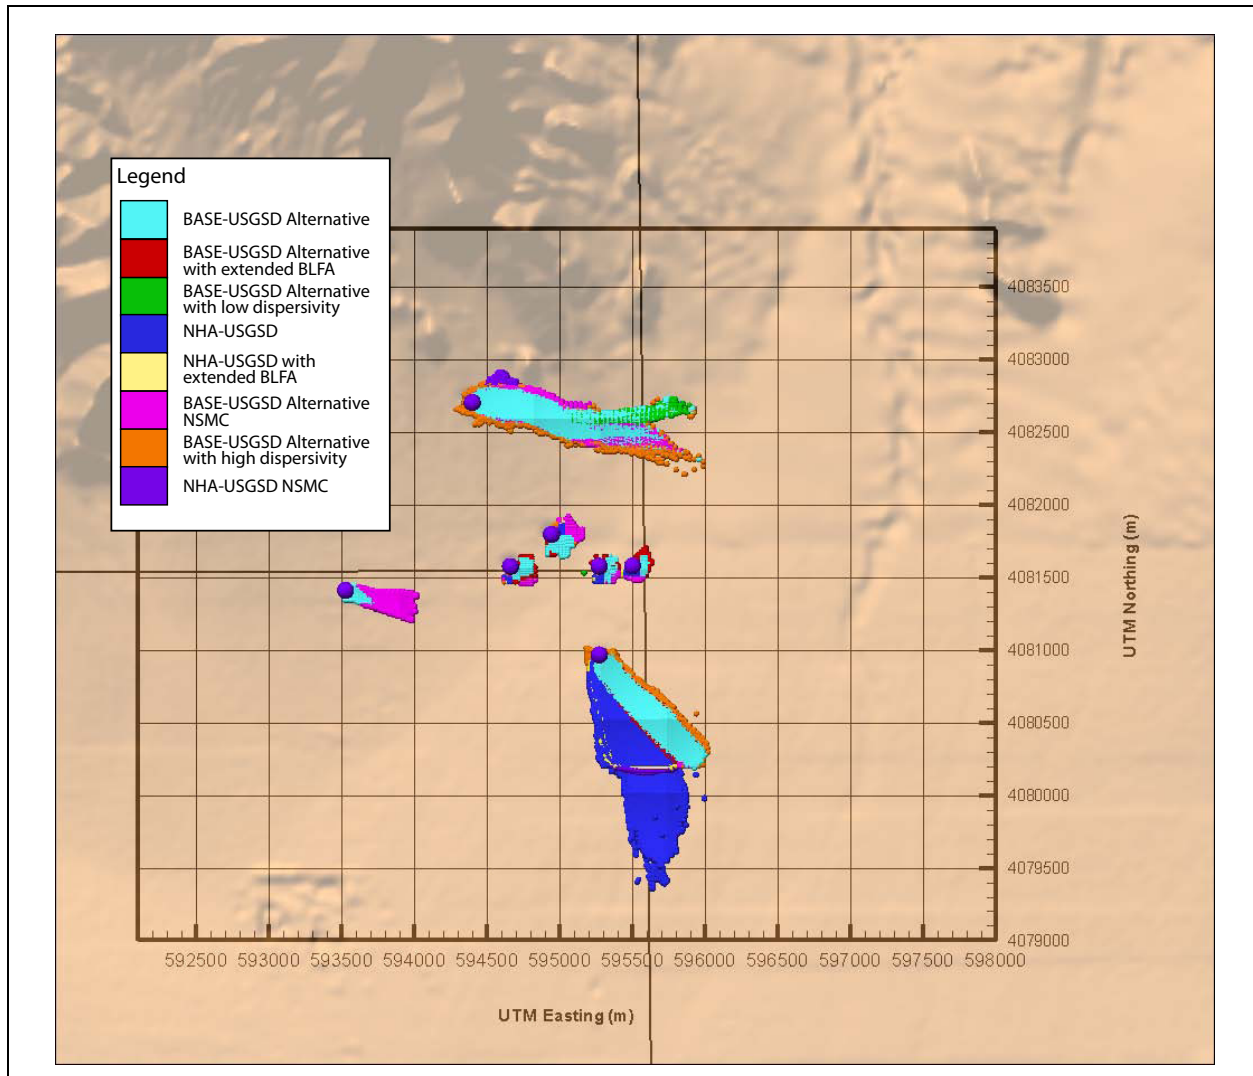 Legend
BASE-USGSD Alternative
BASE-USGSD Alternative
with extended BLFA
BASE-USGSD Alternative
with low dispersivity
NHA-USGSD
NHA-USGSD with
extended BLFA
BASE-USGSD Alternative
NSMC
BASE-USGSD Alternative
with high dispersivity
NHA-USGSD NSMC
4083500
4083000
4082500
4082000
4081500
4081000
4080500
4080000
4079500
4079000
UTM Northing (m)
592500 593000 593500 594000 594500 595000 595500 596000 596500 597000 597500 598000
UTM Easting (m)